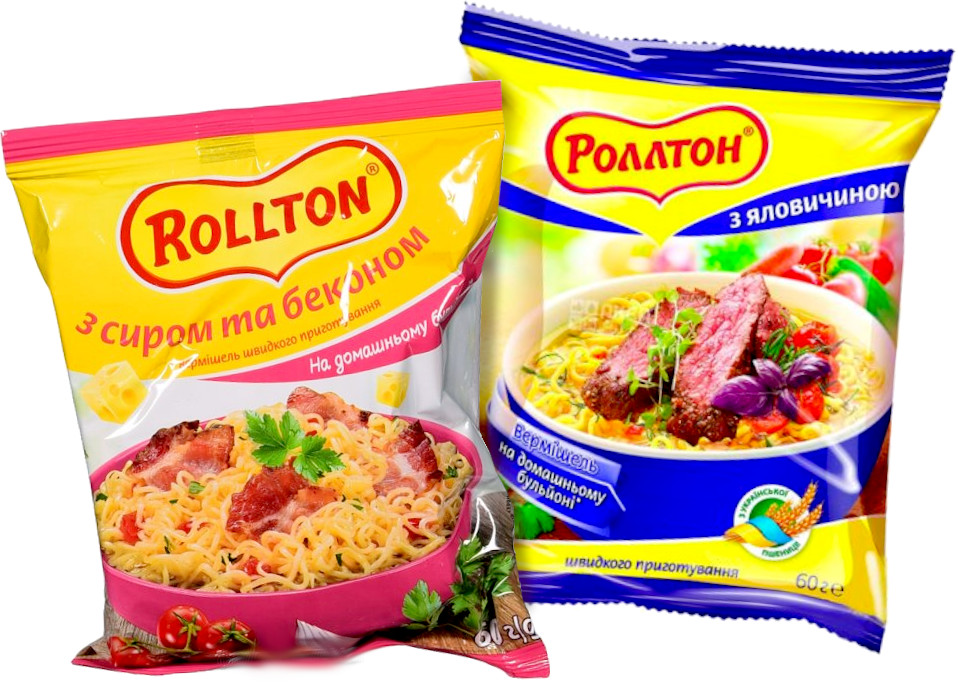 ROLLTON®
з сиром та беконом
вермішель швидкого приготування
На домашньому
60 г/g
РОЛЛТОН®
з яловичиною
вермішель
на домашньому
бульйоні*
З УКРАЇНСЬКОЇ
ПШЕНИЦІ
швидкого приготування
60 г e